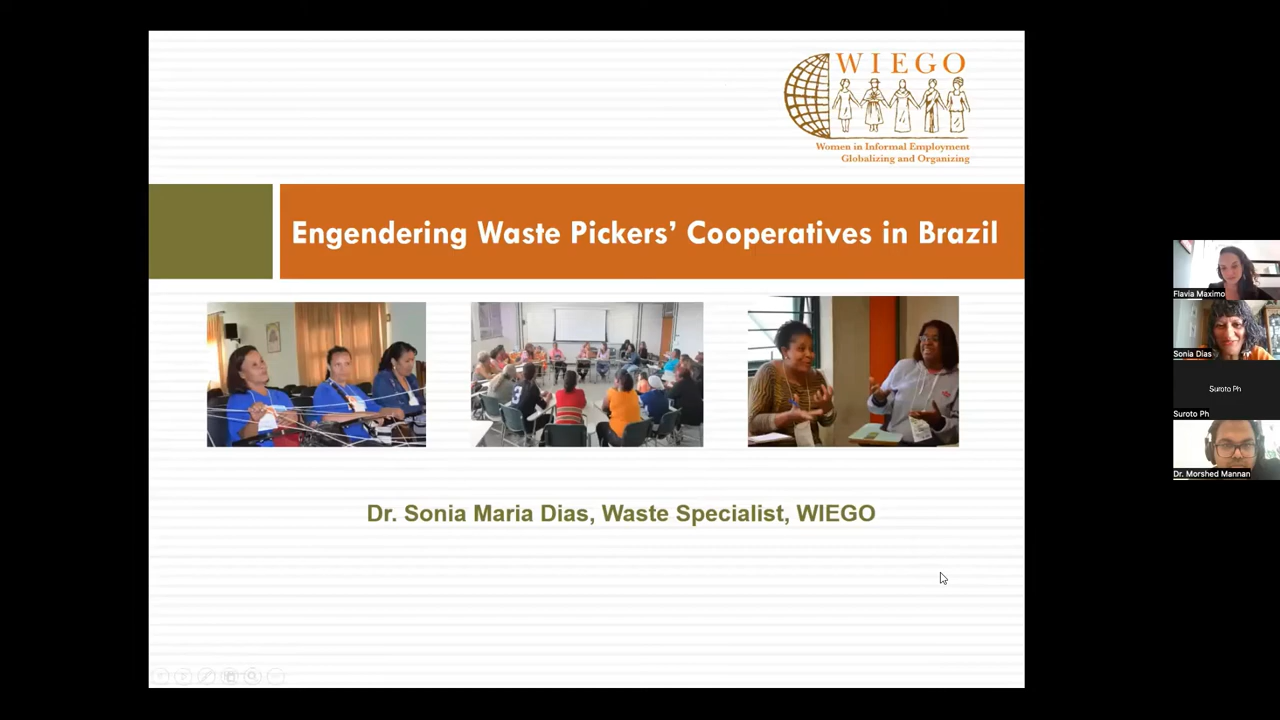 WIEGO
Women in Informal Employment
Globalizing and Organizing
Engendering Waste Pickers’ Cooperatives in Brazil
Dr. Sonia Maria Dias, Waste Specialist, WIEGO
Flavia Maximo
Sonia Dias
Suroto Ph
Suroto Ph
Dr. Morshed Mannan